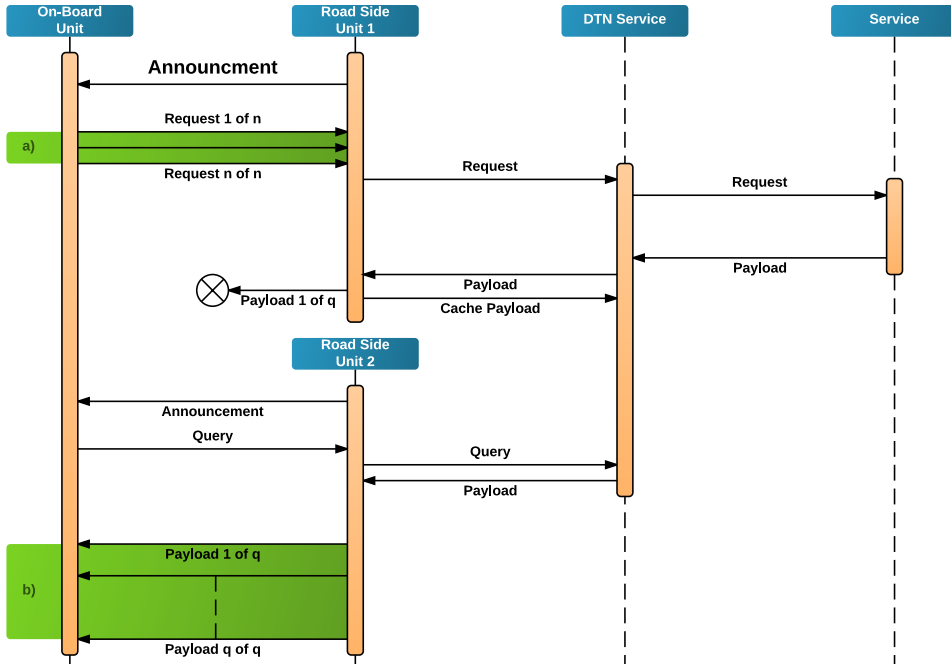 On-Board
Unit
Road Side
Unit 1
DTN Service
Service
Announcment
Request 1 of n
a)
Request n of n
Request
Request
Payload
Payload
Payload 1 of q
Cache Payload
Road Side
Unit 2
Announcement
Query
Query
Payload
Payload 1 of q
b)
Payload q of q